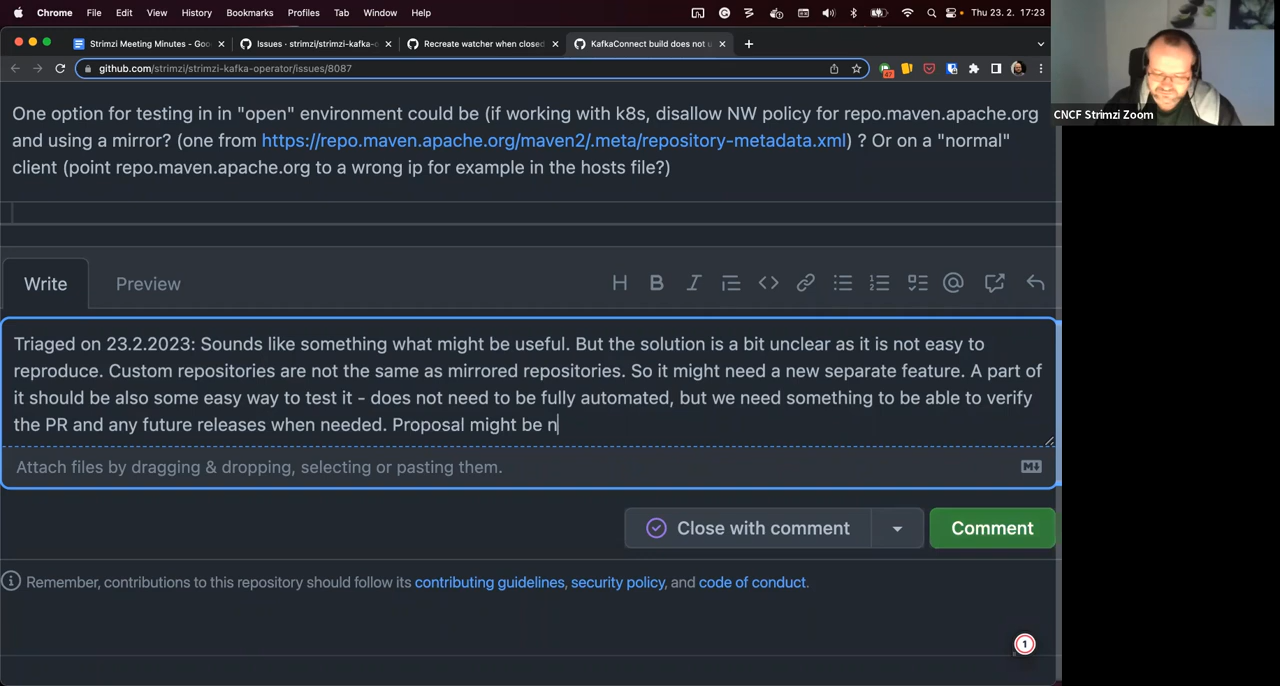 Chrome File Edit View History Bookmarks Profiles Tab Window Help Thu 23. 2. 17:23
Strimzi Meeting Minutes - Goo Issues · strimzi/strimzi-kafka-o Recreate watcher when closed KafkaConnect build does not u
github.com/strimzi/strimzi-kafka-operator/issues/8087 47
CNCF Strimzi Zoom
One option for testing in in "open" environment could be (if working with k8s, disallow NW policy for repo.maven.apache.org
and using a mirror? (one from https://repo.maven.apache.org/maven2/.meta/repository-metadata.xml) ? Or on a "normal"
client (point repo.maven.apache.org to a wrong ip for example in the hosts file?)
Write Preview
Triaged on 23.2.2023: Sounds like something what might be useful. But the solution is a bit unclear as it is not easy to
reproduce. Custom repositories are not the same as mirrored repositories. So it might need a new separate feature. A part of
it should be also some easy way to test it - does not need to be fully automated, but we need something to be able to verify
the PR and any future releases when needed. Proposal might be n
Attach files by dragging & dropping, selecting or pasting them.
Close with comment Comment
Remember, contributions to this repository should follow its contributing guidelines, security policy, and code of conduct.
1